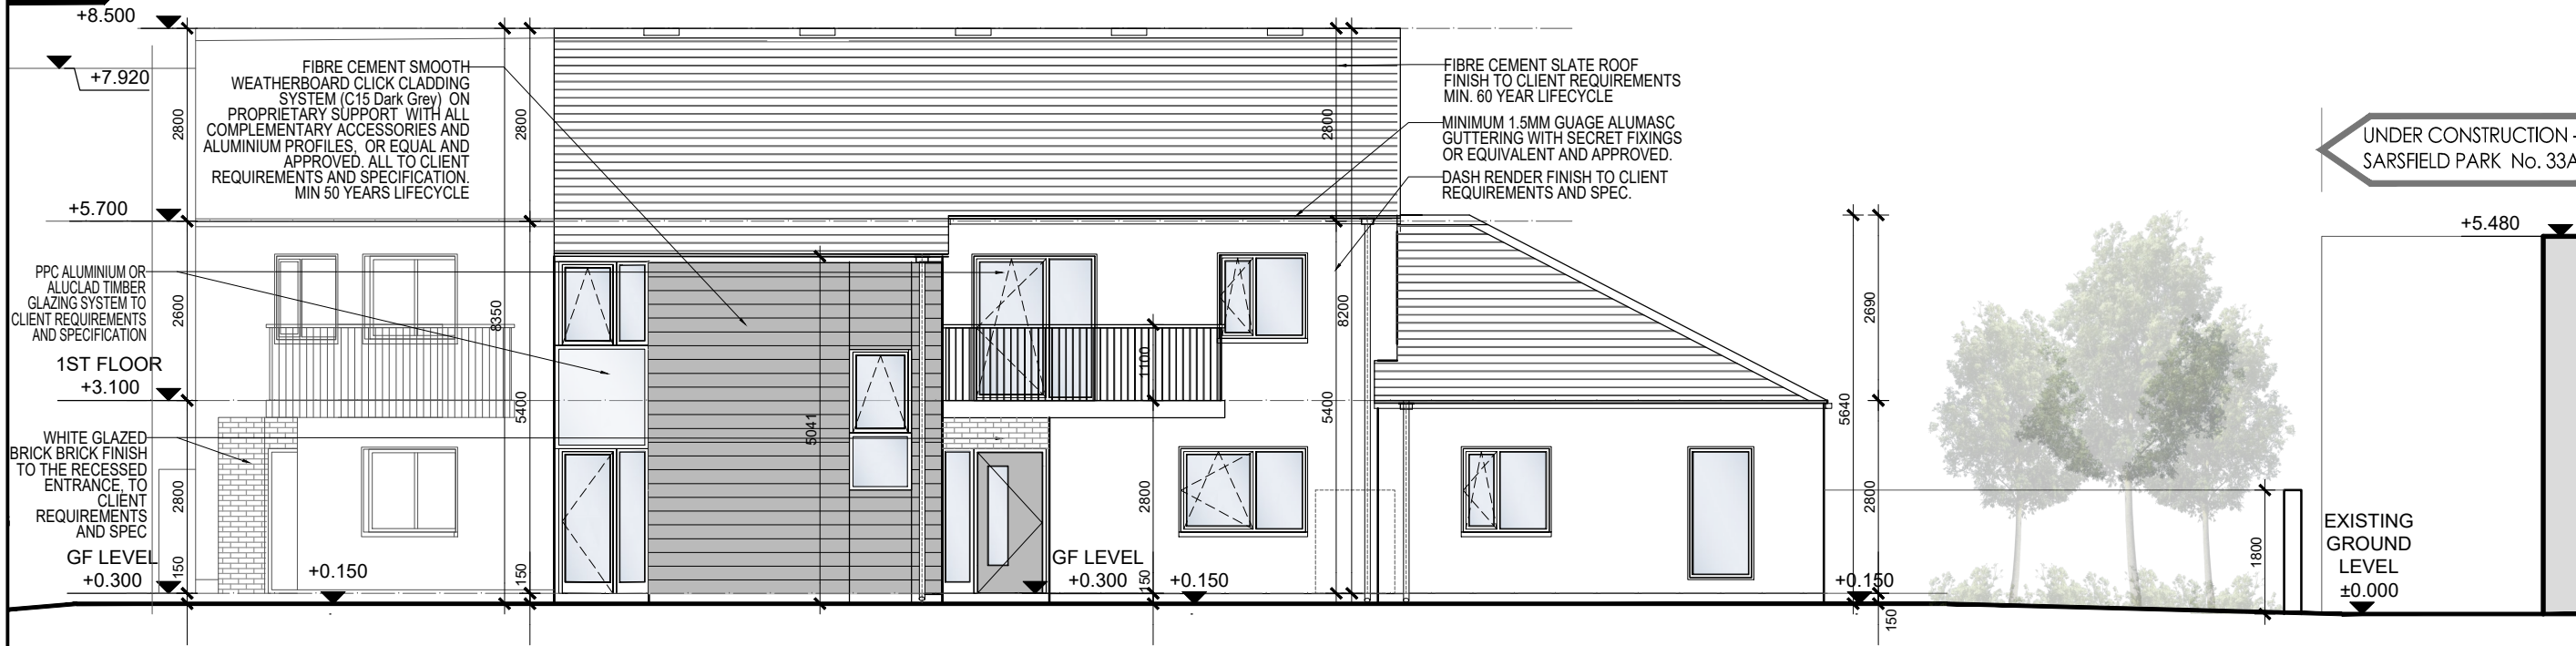 +8.500
+7.920
FIBRE CEMENT SMOOTH
WEATHERBOARD CLICK CLADDING
SYSTEM (C15 Dark Grey) ON
PROPRIETARY SUPPORT WITH ALL
COMPLEMENTARY ACCESSORIES AND
ALUMINIUM PROFILES, OR EQUAL AND
APPROVED. ALL TO CLIENT
REQUIREMENTS AND SPECIFICATION.
MIN 50 YEARS LIFECYCLE
FIBRE CEMENT SLATE ROOF
FINISH TO CLIENT REQUIREMENTS
MIN. 60 YEAR LIFECYCLE
MINIMUM 1.5MM GUAGE ALUMASC
GUTTERING WITH SECRET FIXINGS
OR EQUIVALENT AND APPROVED.
DASH RENDER FINISH TO CLIENT
REQUIREMENTS AND SPEC.
UNDER CONSTRUCTION -
SARSFIELD PARK No. 33A
2800
2800
2800
+5.700
+5.480
PPC ALUMINIUM OR
ALUCLAD TIMBER
GLAZING SYSTEM TO
CLIENT REQUIREMENTS
AND SPECIFICATION
2600
8350
8200
2690
1100
1ST FLOOR
+3.100
5400
5041
5400
5640
WHITE GLAZED
BRICK BRICK FINISH
TO THE RECESSED
ENTRANCE, TO
CLIENT
REQUIREMENTS
AND SPEC
2800
2800
2800
1800
GF LEVEL
+0.300
150
+0.150
150
GF LEVEL
+0.300
150
+0.150
+0.150
150
EXISTING
GROUND
LEVEL
±0.000